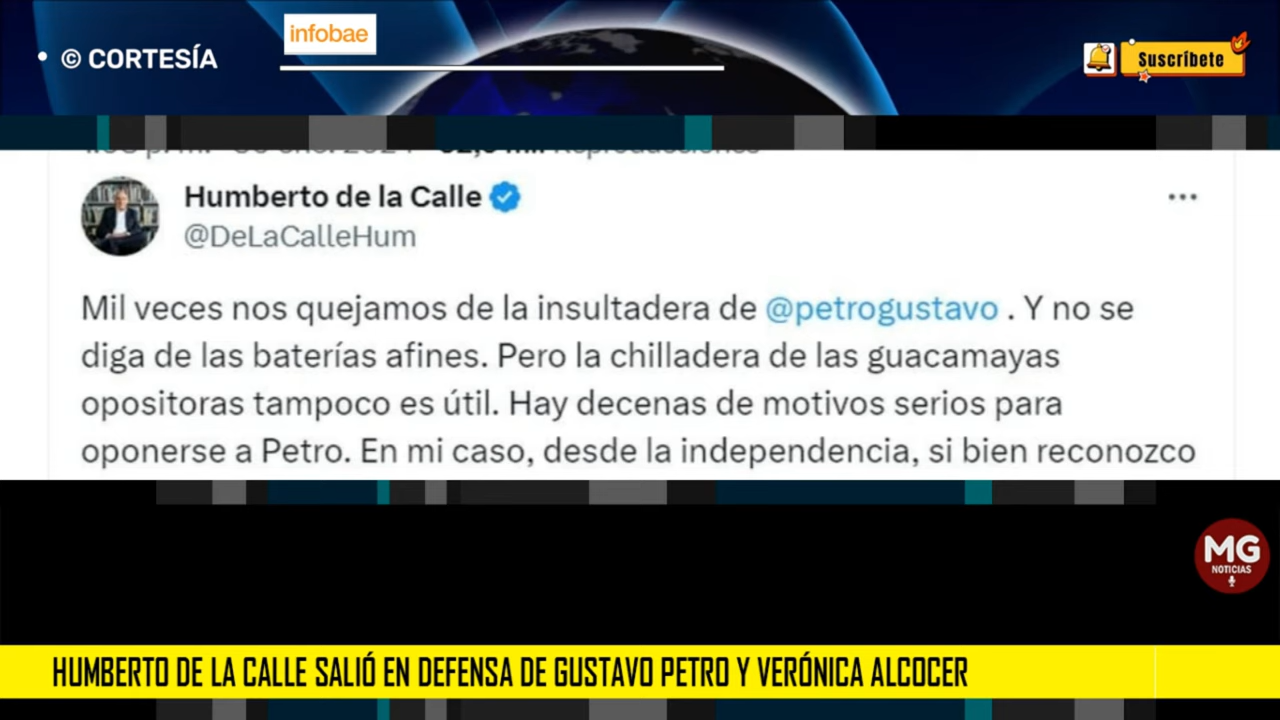 © CORTESÍA
infobae
Suscríbete
Humberto de la Calle
@DeLaCalleHum
Mil veces nos quejamos de la insultadera de @petrogustavo . Y no se
diga de las baterías afines. Pero la chilladera de las guacamayas
opositoras tampoco es útil. Hay decenas de motivos serios para
oponerse a Petro. En mi caso, desde la independencia, si bien reconozco
MG
NOTICIAS
HUMBERTO DE LA CALLE SALIÓ EN DEFENSA DE GUSTAVO PETRO Y VERÓNICA ALCOCER